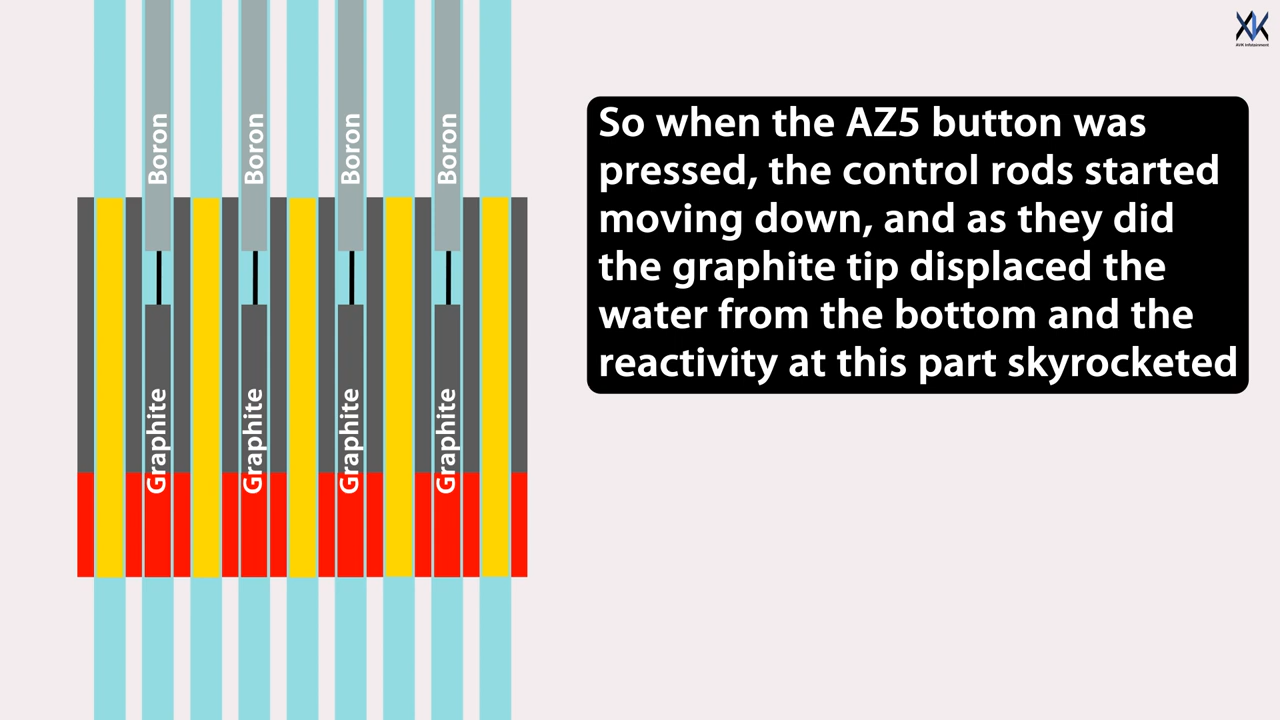 So when the AZ5 button was
pressed, the control rods started
moving down, and as they did
the graphite tip displaced the
water from the bottom and the
reactivity at this part skyrocketed
Boron
Boron
Boron
Boron
Graphite
Graphite
Graphite
Graphite
AVK Infotainment